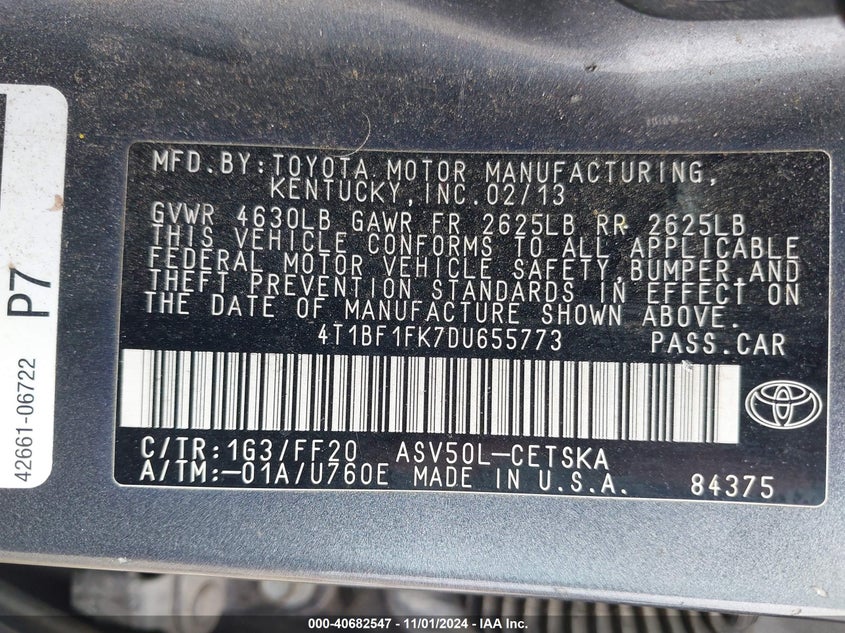 MFD.BY:TOYOTA MOTOR MANUFACTURING,
KENTUCKY,INC.02/13
GVWR 4630LB GAWR FR 2625LB RR 2625LB
THIS VEHICLE CONFORMS TO ALL APPLICABLE
FEDERAL MOTOR VEHICLE SAFETY,BUMPER,AND
THEFT PREVENTION STANDARDS IN EFFECT ON
THE DATE OF MANUFACTURE SHOWN ABOVE.
4T1BF1FK7DU655773 PASS.CAR
C/TR:1G3/FF20 ASV50L-CETSKA
A/TM:-01A/U760E MADE IN U.S.A. 84375
P7
42661-06722
000-40682547 - 11/01/2024 - IAA Inc.